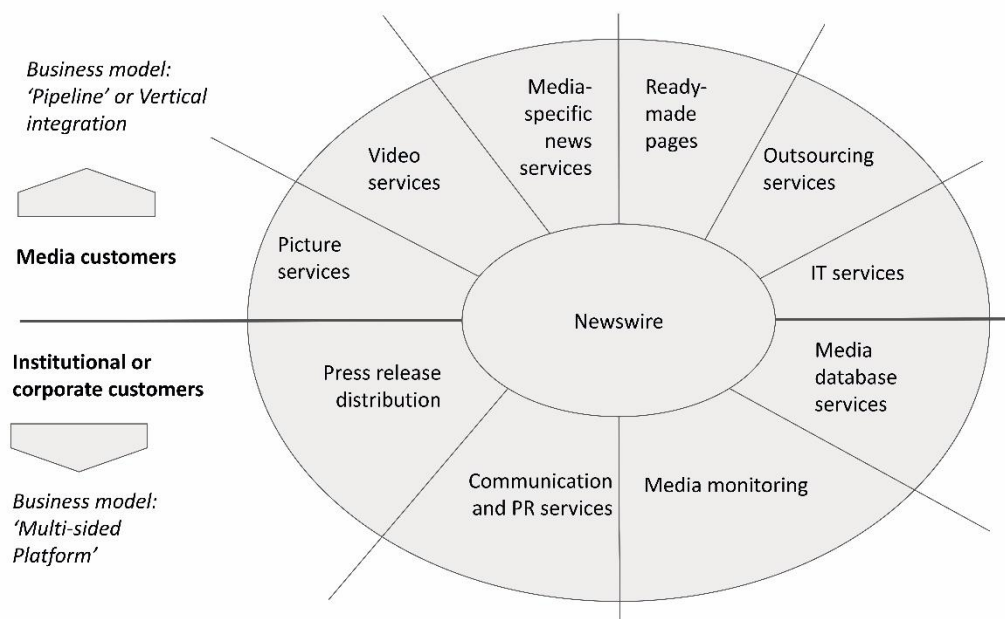 Business model:
‘Pipeline’ or Vertical
integration
Media customers
Institutional or
corporate customers
Business model:
‘Multi-sided
Platform’
Picture
services
Video
services
Media-
specific
news
services
Ready-
made
pages
Outsourcing
services
IT services
Newswire
Press release
distribution
Communication
and PR services
Media monitoring
Media
database
services